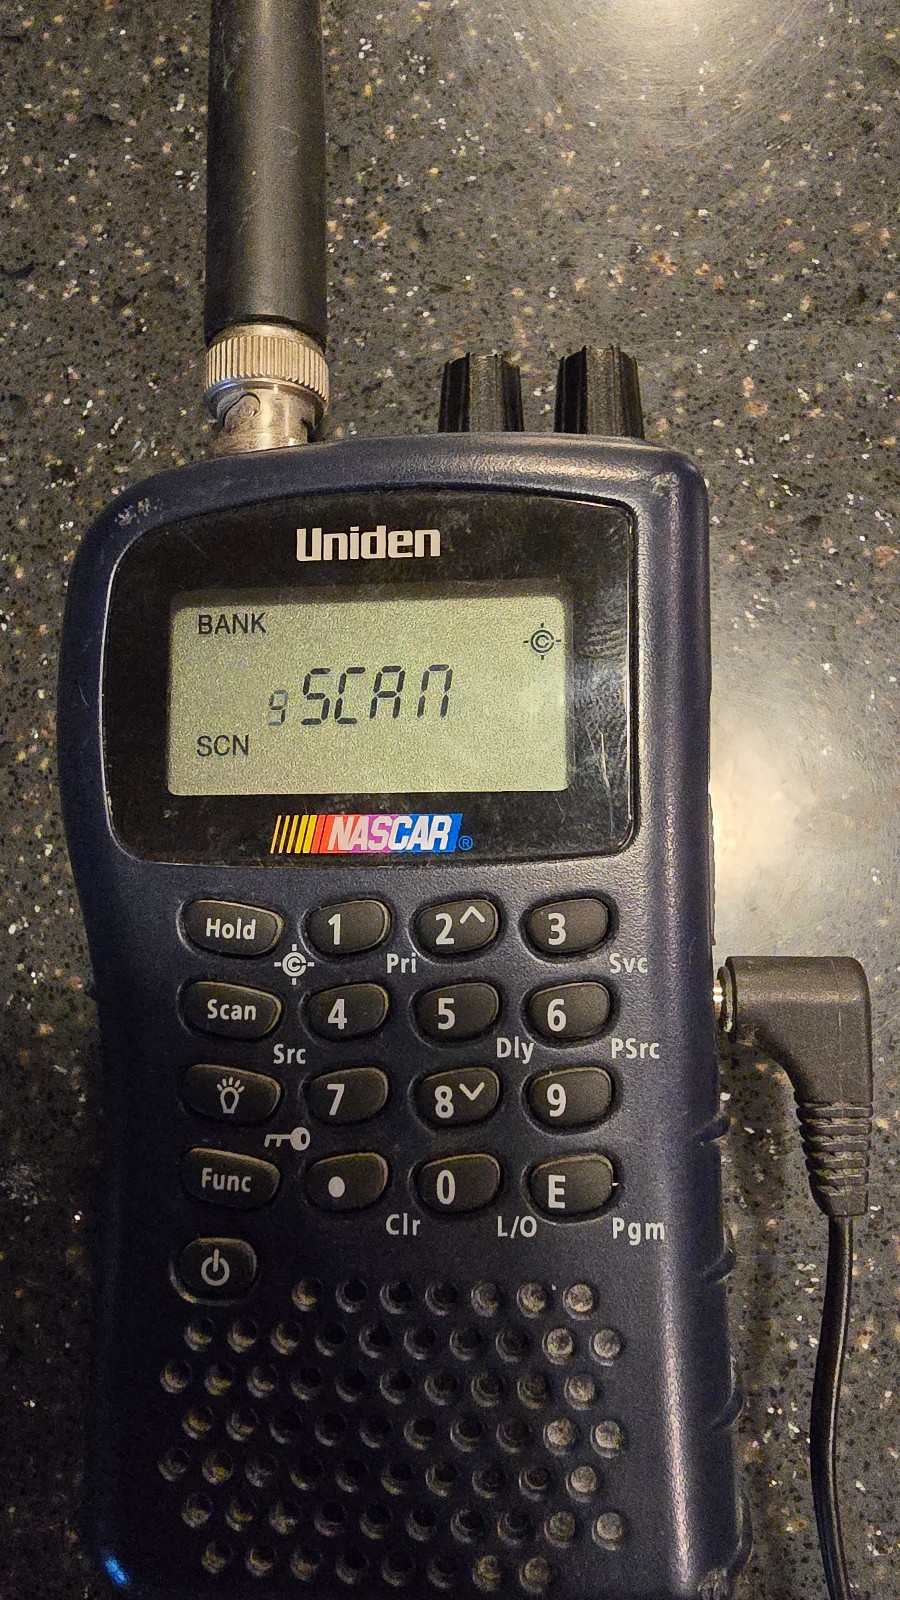 Uniden
BANK
SCAN
SCN
NASCAR®
Hold 1 2 3
Pri Svc
Scan 4 5 6
Src Dly PSrc
7 8 9
Func • 0 E
Clr L/O Pgm